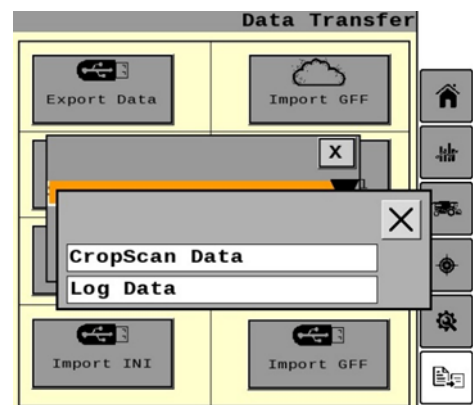 Data Transfer
Export Data
Import GFF
X
CropScan Data
Log Data
Import INI
Import GFF